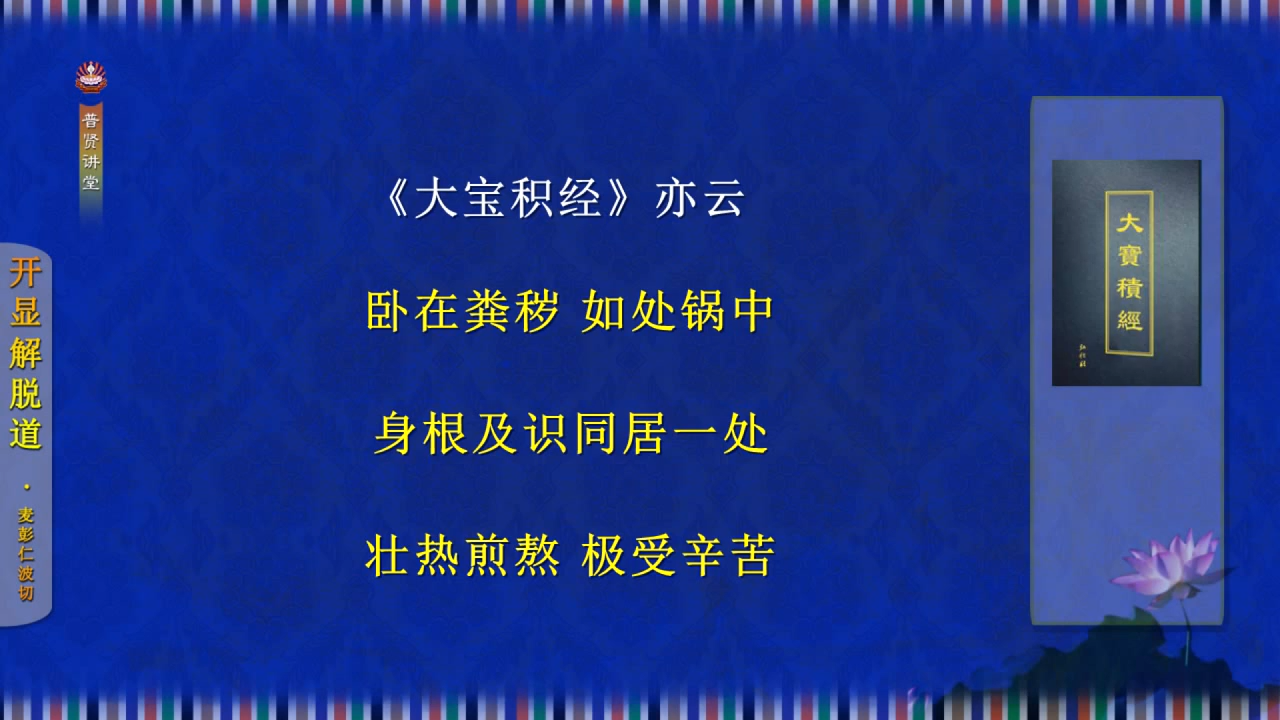 普贤讲堂
开显解脱道·麦彭仁波切
《大宝积经》亦云
卧在粪秽 如处锅中
身根及识同居一处
壮热煎熬 极受辛苦
大寶積經